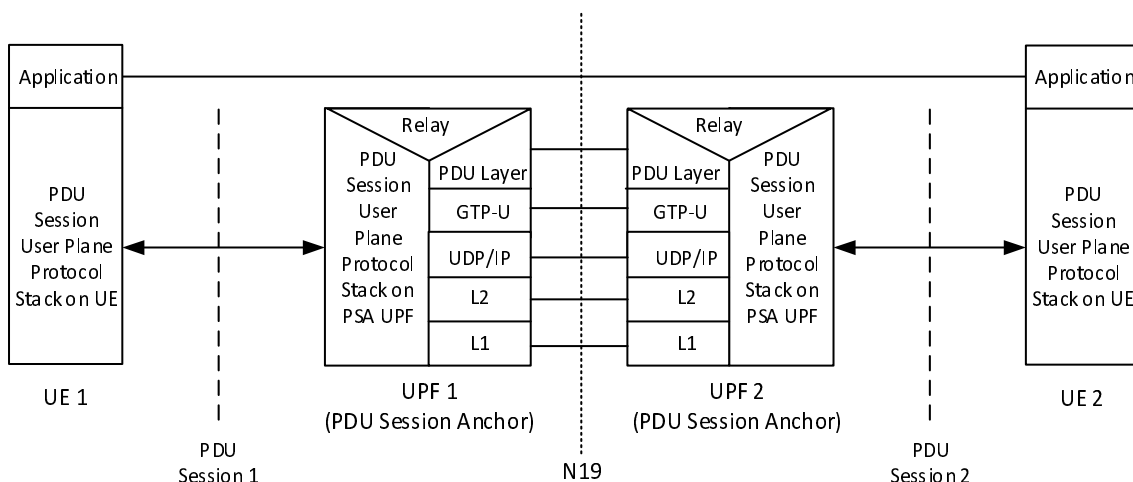 Application
PDU
Session
User Plane
Protocol
Stack on UE
UE 1
PDU
Session 1
Relay
PDU
Session
User
Plane
Protocol
Stack on
PSA UPF
PDU Layer
GTP-U
UDP/IP
L2
L1
UPF 1
(PDU Session Anchor)
N19
Relay
PDU Layer
GTP-U
UDP/IP
L2
L1
PDU
Session
User
Plane
Protocol
Stack on
PSA UPF
UPF 2
(PDU Session Anchor)
PDU
Session 2
Application
PDU
Session
User Plane
Protocol
Stack on UE
UE 2